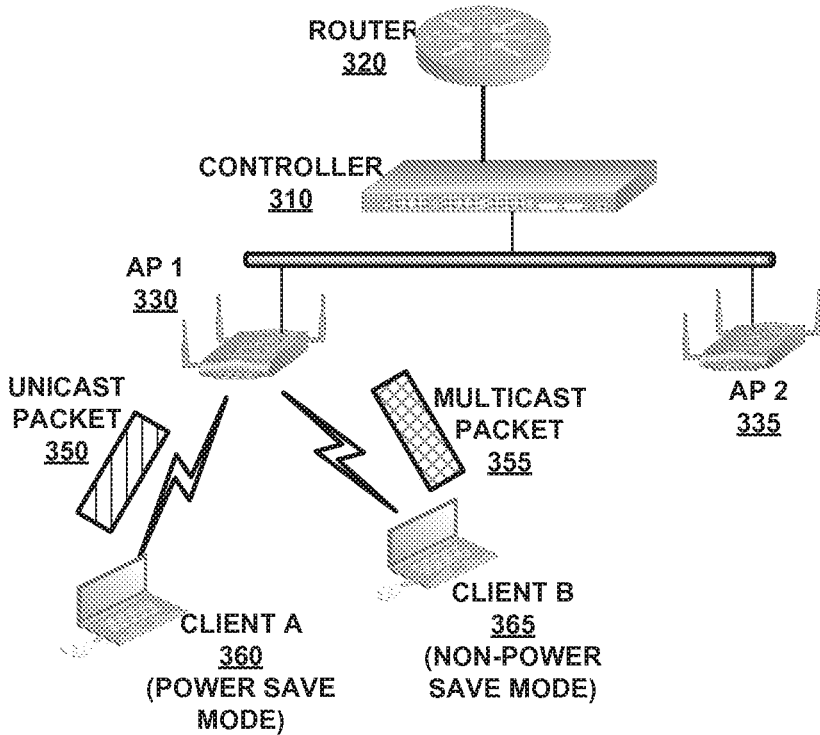 ROUTER
320
CONTROLLER
310
AP 1
330
AP 2
335
UNICAST
PACKET
350
MULTICAST
PACKET
355
CLIENT A
360
(POWER SAVE
MODE)
CLIENT B
365
(NON-POWER
SAVE MODE)